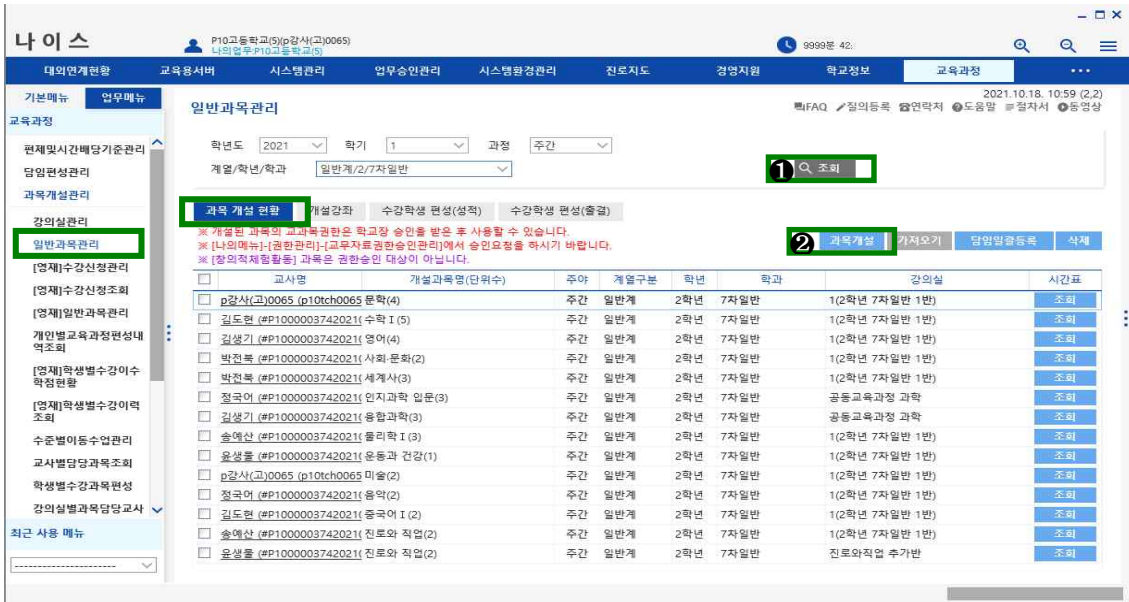 나이스
P10고등학교(5)(p강사(고)0065)
나의업무:P10고등학교(5)
9999분 42.
대외연계현황 교육용서버 시스템관리 업무승인관리 시스템환경관리 진로지도 경영지원 학교정보 교육과정 •••
기본메뉴 업무메뉴
2021.10.18. 10:59 (2,2)
FAQ 질의등록 연락처 도움말 절차서 동영상
교육과정
편제및시간배당기준관리
담임편성관리
과목개설관리
강의실관리
일반과목관리
[영재]수강신청관리
[영재]수강신청조회
[영재]일반과목관리
개인별교육과정편성내
역조회
[영재]학생별수강이수
학점현황
[영재]학생별수강이력
조회
수준별이동수업관리
교사별담당과목조회
학생별수강과목편성
강의실별과목담당교사
최근 사용 메뉴
----------------------
일반과목관리
학년도 2021 학기 1 과정 주간
계열/학년/학과 일반계/2/7차일반
❶ 조회
과목 개설 현황 개설강좌 수강학생 편성(성적) 수강학생 편성(출결)
※ 개설된 과목의 교과목권한은 학교장 승인을 받은 후 사용할 수 있습니다.
※ [나의메뉴]-[권한관리]-[교무자료권한승인관리]에서 승인요청을 하시기 바랍니다.
※ [창의적체험활동] 과목은 권한승인 대상이 아닙니다.
❷ 과목개설 가져오기 담임일괄등록 삭제
교사명 개설과목명(단위수) 주야 계열구분 학년 학과 강의실 시간표
p강사(고)0065 (p10tch0065 문학(4) 주간 일반계 2학년 7차일반 1(2학년 7차일반 1반) 조회
김도현 (#P10000037420210 수학Ⅰ(5) 주간 일반계 2학년 7차일반 1(2학년 7차일반 1반) 조회
김생기 (#P10000037420210 영어(4) 주간 일반계 2학년 7차일반 1(2학년 7차일반 1반) 조회
박전북 (#P10000037420210 사회·문화(2) 주간 일반계 2학년 7차일반 1(2학년 7차일반 1반) 조회
박전북 (#P10000037420210 세계사(3) 주간 일반계 2학년 7차일반 1(2학년 7차일반 1반) 조회
정국어 (#P10000037420210 인지과학 입문(3) 주간 일반계 2학년 7차일반 공동교육과정 과학 조회
김생기 (#P10000037420210 융합과학(3) 주간 일반계 2학년 7차일반 공동교육과정 과학 조회
송예산 (#P10000037420210 물리학Ⅰ(3) 주간 일반계 2학년 7차일반 1(2학년 7차일반 1반) 조회
윤생물 (#P10000037420210 운동과 건강(1) 주간 일반계 2학년 7차일반 1(2학년 7차일반 1반) 조회
p강사(고)0065 (p10tch0065 미술(2) 주간 일반계 2학년 7차일반 1(2학년 7차일반 1반) 조회
정국어 (#P10000037420210 음악(2) 주간 일반계 2학년 7차일반 1(2학년 7차일반 1반) 조회
김도현 (#P10000037420210 중국어Ⅰ(2) 주간 일반계 2학년 7차일반 1(2학년 7차일반 1반) 조회
송예산 (#P10000037420210 진로와 직업(2) 주간 일반계 2학년 7차일반 1(2학년 7차일반 1반) 조회
윤생물 (#P10000037420210 진로와 직업(2) 주간 일반계 2학년 7차일반 진로와직업 추가반 조회